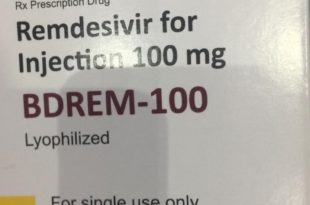 Rx Prescription Drug
Remdesivir for
Injection 100 mg
BDREM-100
Lyophilized
For single use only